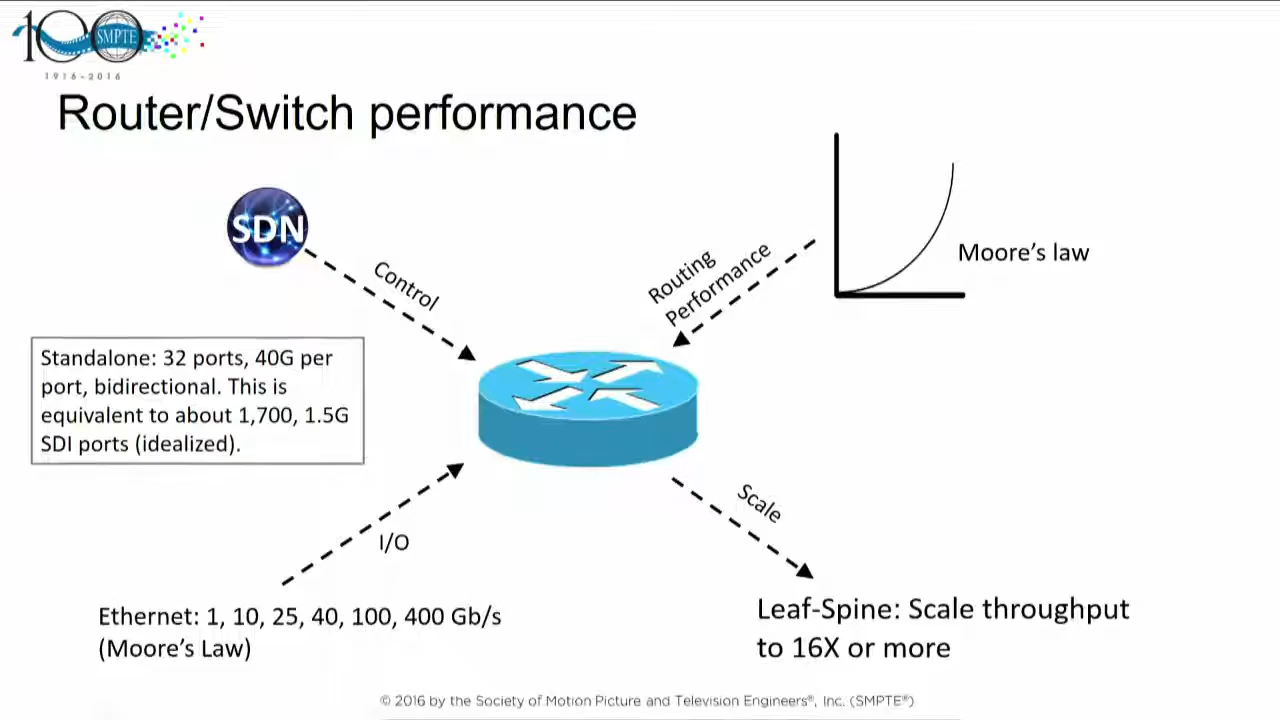 100 SMPTE
1916-2016
Router/Switch performance
SDN
Control
Routing
Performance
Moore’s law
Standalone: 32 ports, 40G per
port, bidirectional. This is
equivalent to about 1,700, 1.5G
SDI ports (idealized).
I/O
Scale
Ethernet: 1, 10, 25, 40, 100, 400 Gb/s
(Moore’s Law)
Leaf-Spine: Scale throughput
to 16X or more
© 2016 by the Society of Motion Picture and Television Engineers®, Inc. (SMPTE®)